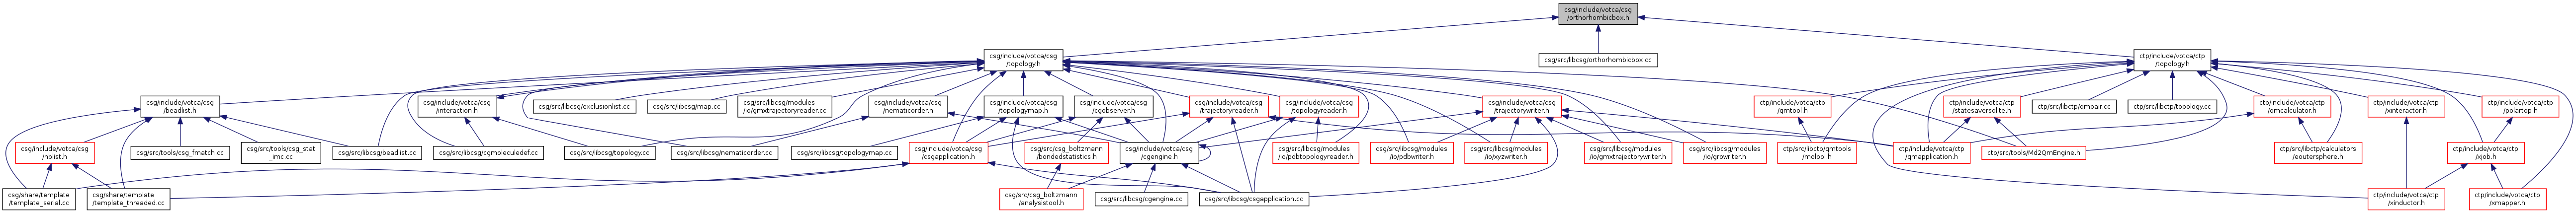 csg/include/votca/csg
/orthorhombicbox.h
csg/include/votca/csg
/topology.h
csg/src/libcsg/orthorhombicbox.cc
ctp/include/votca/ctp
/topology.h
csg/include/votca/csg
/beadlist.h
csg/include/votca/csg
/interaction.h
csg/src/libcsg/exclusionlist.cc
csg/src/libcsg/map.cc
csg/src/libcsg/modules
/io/gmxtrajectoryreader.cc
csg/include/votca/csg
/nematicorder.h
csg/include/votca/csg
/topologymap.h
csg/include/votca/csg
/cgobserver.h
csg/include/votca/csg
/trajectoryreader.h
csg/include/votca/csg
/topologyreader.h
csg/include/votca/csg
/trajectorywriter.h
ctp/include/votca/ctp
/qmtool.h
ctp/include/votca/ctp
/statesaversqlite.h
ctp/src/libctp/qmpair.cc
ctp/src/libctp/topology.cc
ctp/include/votca/ctp
/qmcalculator.h
ctp/include/votca/ctp
/xinteractor.h
ctp/include/votca/ctp
/polartop.h
csg/include/votca/csg
/nblist.h
csg/src/tools/csg_fmatch.cc
csg/src/tools/csg_stat
_imc.cc
csg/src/libcsg/beadlist.cc
csg/src/libcsg/cgmoleculedef.cc
csg/src/libcsg/topology.cc
csg/src/libcsg/nematicorder.cc
csg/src/libcsg/topologymap.cc
csg/include/votca/csg
/csgapplication.h
csg/src/csg_boltzmann
/bondedstatistics.h
csg/include/votca/csg
/cgengine.h
csg/src/libcsg/modules
/io/pdbtopologyreader.h
csg/src/libcsg/modules
/io/pdbwriter.h
csg/src/libcsg/modules
/io/xyzwriter.h
csg/src/libcsg/modules
/io/gmxtrajectorywriter.h
csg/src/libcsg/modules
/io/growriter.h
ctp/src/libctp/qmtools
/molpol.h
ctp/include/votca/ctp
/qmapplication.h
ctp/src/tools/Md2QmEngine.h
ctp/src/libctp/calculators
/eoutersphere.h
ctp/include/votca/ctp
/xjob.h
csg/share/template
/template_serial.cc
csg/share/template
/template_threaded.cc
csg/src/csg_boltzmann
/analysistool.h
csg/src/libcsg/cgengine.cc
csg/src/libcsg/csgapplication.cc
ctp/include/votca/ctp
/xinductor.h
ctp/include/votca/ctp
/xmapper.h